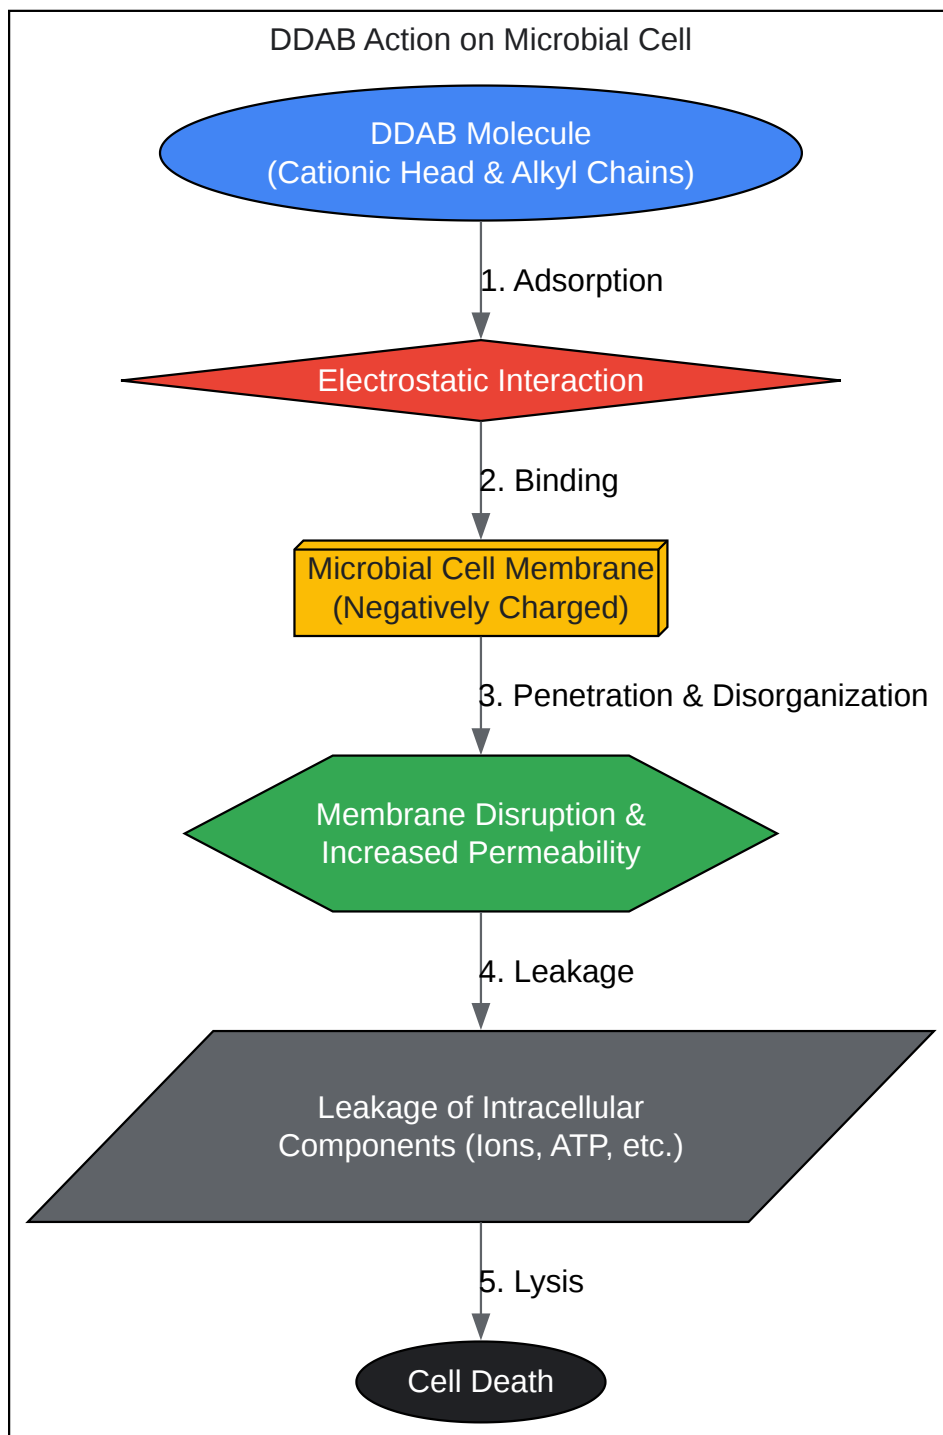 DDAB Action on Microbial Cell
DDAB Molecule
(Cationic Head & Alkyl Chains)
1. Adsorption
Electrostatic Interaction
2. Binding
Microbial Cell Membrane
(Negatively Charged)
3. Penetration & Disorganization
Membrane Disruption &
Increased Permeability
4. Leakage
Leakage of Intracellular
Components (Ions, ATP, etc.)
5. Lysis
Cell Death